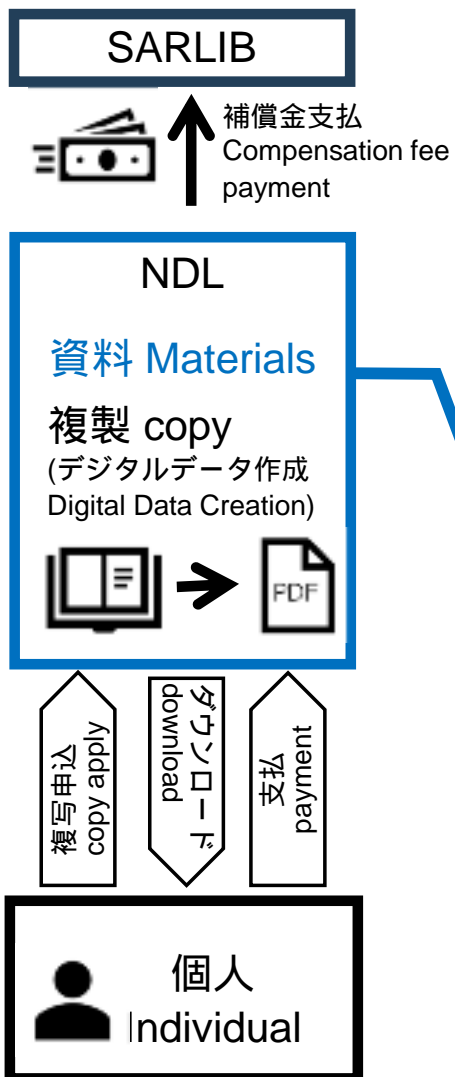 SARLIB
補償金支払
Compensation fee
payment
NDL
資料 Materials
複製 copy
(デジタルデータ作成
Digital Data Creation)
FDF
複写申込
copy apply
ダウンロード
download
支払
payment
個人
Individual